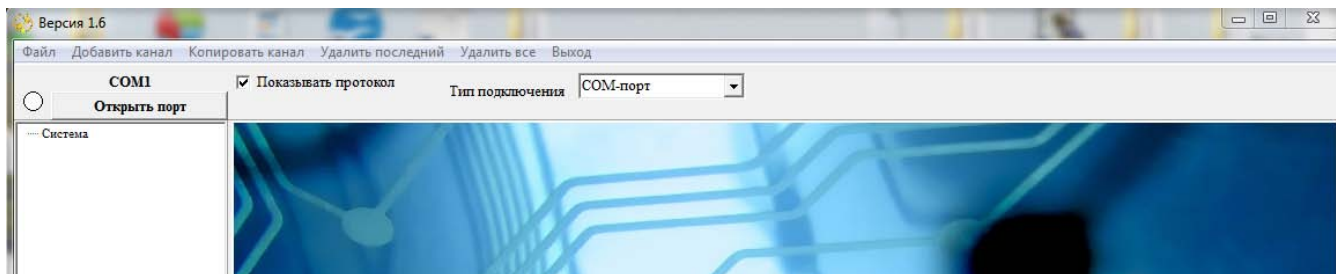 Версия 1.6
Файл Добавить канал Копировать канал Удалить последний Удалить все Выход
COM1
Показывать протокол
Тип подключения COM-порт
Открыть порт
Система